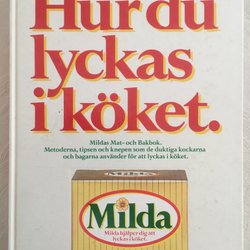 Hur du
lyckas
i köket.
Mildas Mat- och Bakbok.
Metoderna, tipsen och knepen som de duktiga kockarna
och bagarna använder för att lyckas i köket.
Milda
Milda hjälper dig att
lyckas i köket.